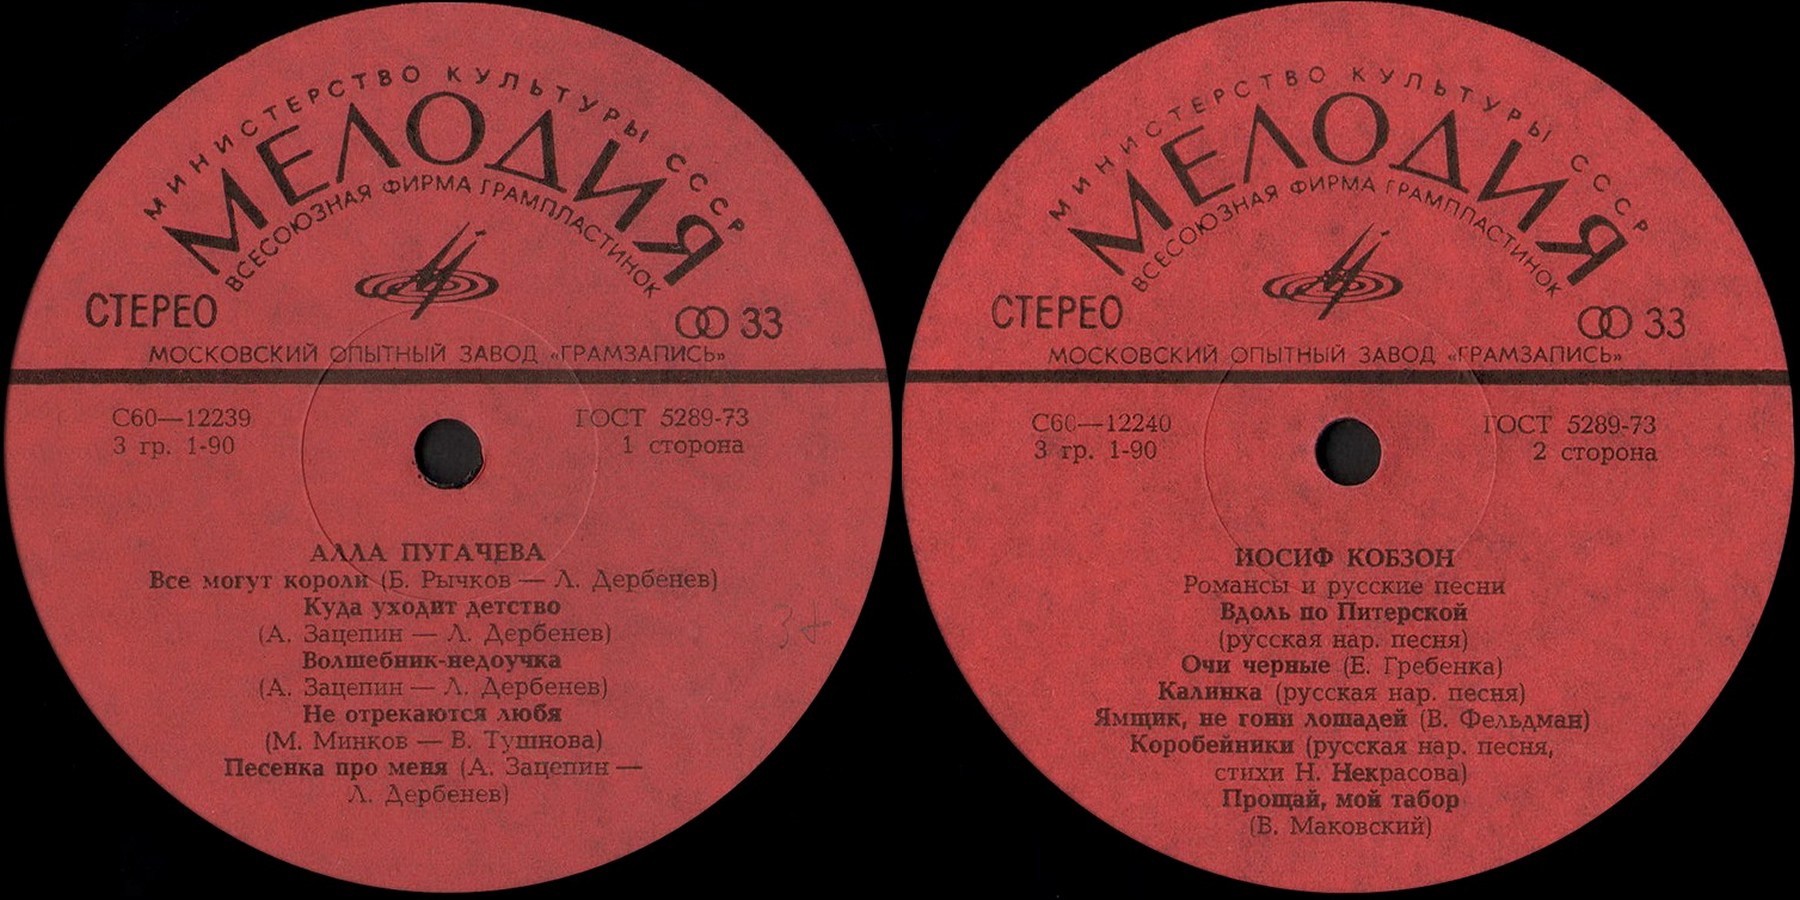 МИНИСТЕРСТВО КУЛЬТУРЫ СССР
МЕЛОДИЯ
ВСЕСОЮЗНАЯ ФИРМА ГРАМПЛАСТИНОК
СТЕРЕО
33
МОСКОВСКИЙ ОПЫТНЫЙ ЗАВОД «ГРАМЗАПИСЬ»
С60—12239
ГОСТ 5289-73
3 гр. 1-90
1 сторона
АЛЛА ПУГАЧЕВА
Все могут короли (Б. Рычков — Л. Дербенев)
Куда уходит детство
(А. Зацепин — Л. Дербенев)
Волшебник-недоучка
(А. Зацепин — Л. Дербенев)
Не отрекаются любя
(М. Минков — В. Тушнова)
Песенка про меня (А. Зацепин —
Л. Дербенев)
МИНИСТЕРСТВО КУЛЬТУРЫ СССР
МЕЛОДИЯ
ВСЕСОЮЗНАЯ ФИРМА ГРАМПЛАСТИНОК
СТЕРЕО
33
МОСКОВСКИЙ ОПЫТНЫЙ ЗАВОД «ГРАМЗАПИСЬ»
С60—12240
ГОСТ 5289-73
3 гр. 1-90
2 сторона
ИОСИФ КОБЗОН
Романсы и русские песни
Вдоль по Питерской
(русская нар. песня)
Очи черные (Е. Гребенка)
Калинка (русская нар. песня)
Ямщик, не гони лошадей (В. Фельдман)
Коробейники (русская нар. песня,
стихи Н. Некрасова)
Прощай, мой табор
(В. Маковский)